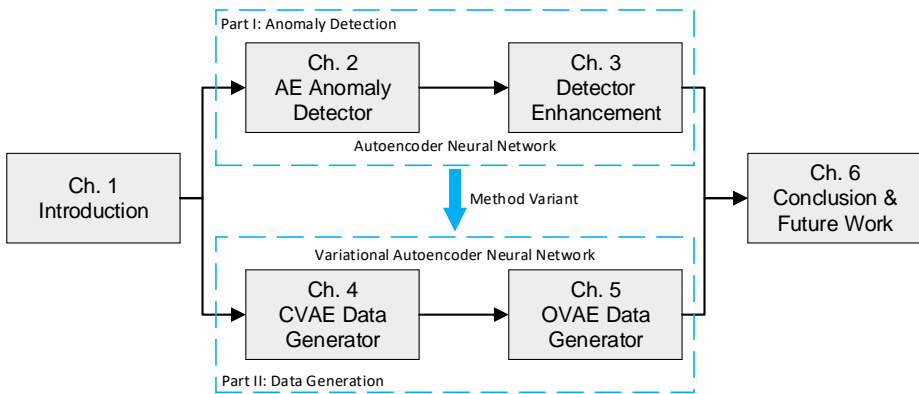 Part I: Anomaly Detection
Ch. 2
AE Anomaly
Detector
Ch. 3
Detector
Enhancement
Autoencoder Neural Network
Ch. 1
Introduction
Method Variant
Ch. 6
Conclusion &
Future Work
Variational Autoencoder Neural Network
Ch. 4
CVAE Data
Generator
Ch. 5
OVAE Data
Generator
Part II: Data Generation